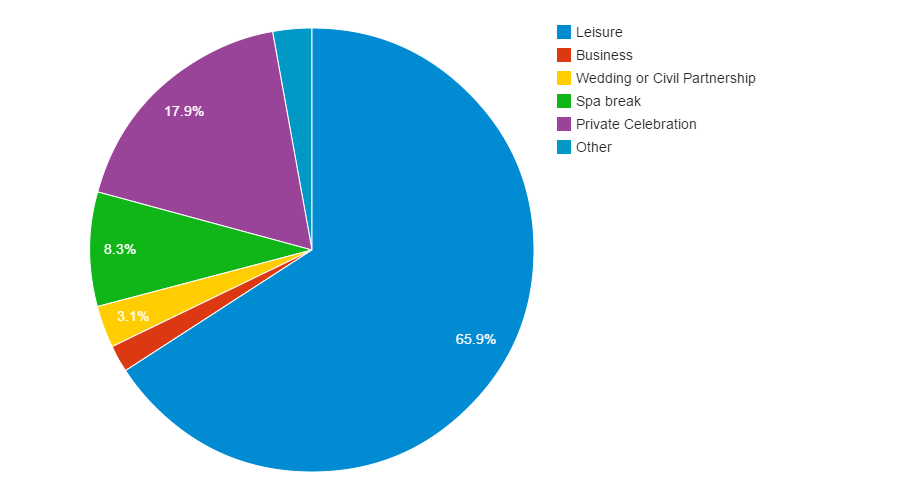 Leisure
Business
Wedding or Civil Partnership
Spa break
Private Celebration
Other
17.9%
8.3%
3.1%
65.9%